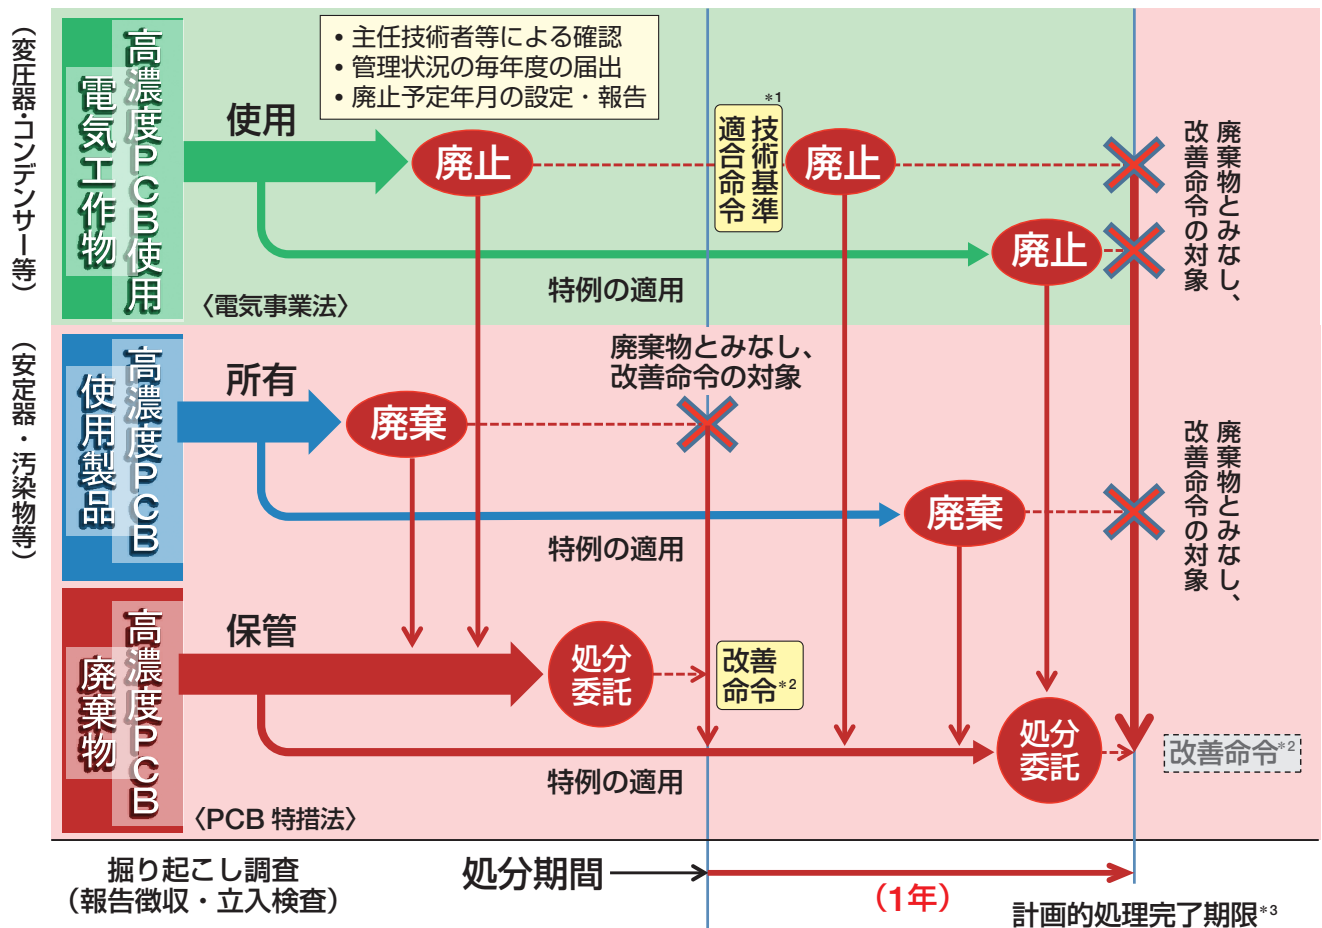 （変圧器・コンデンサー等）
高濃度PCB使用
電気工作物
使用
・主任技術者等による確認
・管理状況の毎年度の届出
・廃止予定年月の設定・報告
廃止
技術基準*1
適合命令
廃止
廃止
特例の適用
〈電気事業法〉
廃棄物とみなし、
改善命令の対象
（安定器・汚染物等）
高濃度PCB
使用製品
所有
廃棄
廃棄物とみなし、
改善命令の対象
廃棄
特例の適用
廃棄物とみなし、
改善命令の対象
高濃度PCB
廃棄物
保管
処分
委託
改善
命令*2
処分
委託
改善命令*2
特例の適用
〈PCB 特措法〉
掘り起こし調査
（報告徴収・立入検査）
処分期間
（1年）
計画的処理完了期限*3